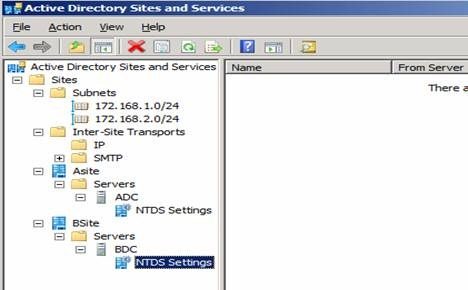 Active Directory Sites and Services
File Action View Help
Active Directory Sites and Services
Name From Server
Sites
There a
Subnets
172.168.1.0/24
172.168.2.0/24
Inter-Site Transports
IP
SMTP
Asite
Servers
ADC
NTDS Settings
BSite
Servers
BDC
NTDS Settings